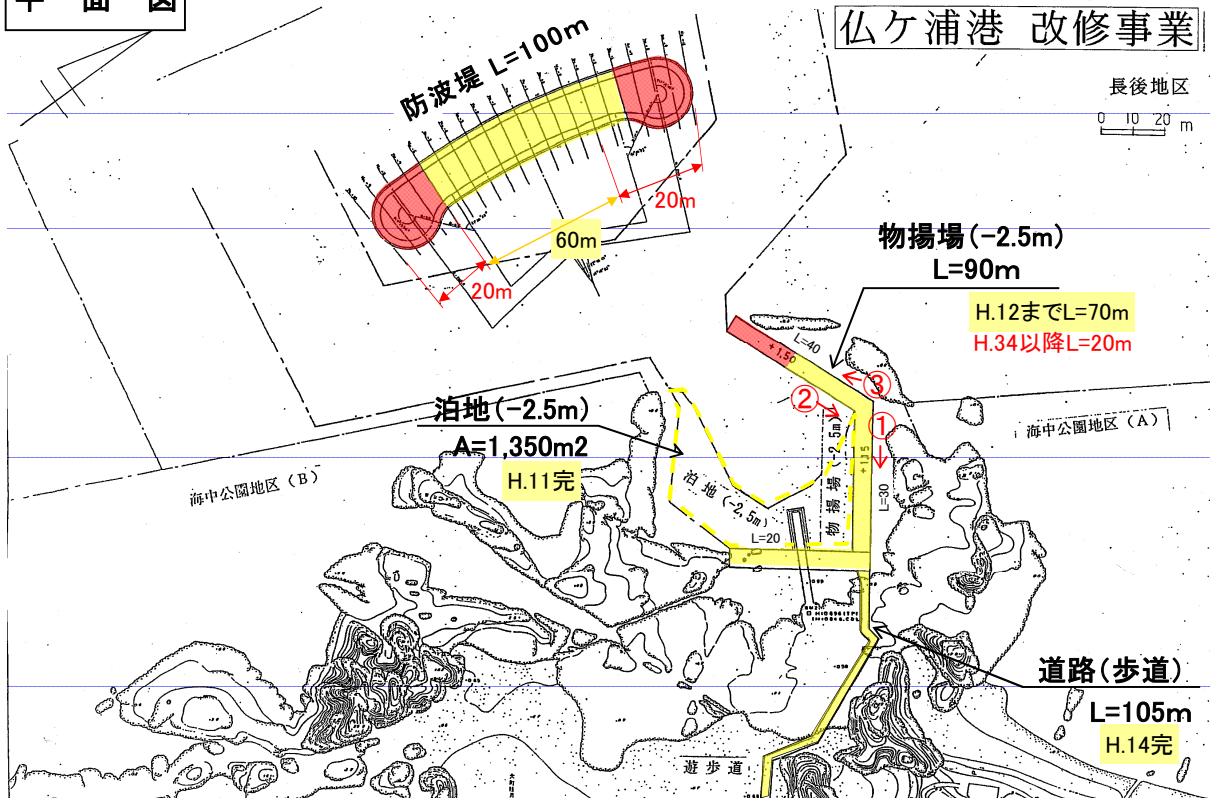 平面図
仏ケ浦港 改修事業
長後地区
0 10 20 m
防波堤 L=100m
20m
60m
20m
物揚場(-2.5m)
L=90m
H.12までL=70m
H.34以降L=20m
L=40
+1.50
③
②
①
泊地(-2.5m)
A=1,350m2
H.11完
海中公園地区(A)
海中公園地区(B)
泊地(-2.5m)
物揚場(-2.5m)
+1.15
L=30
L=20
道路(歩道)
L=105m
H.14完
遊歩道